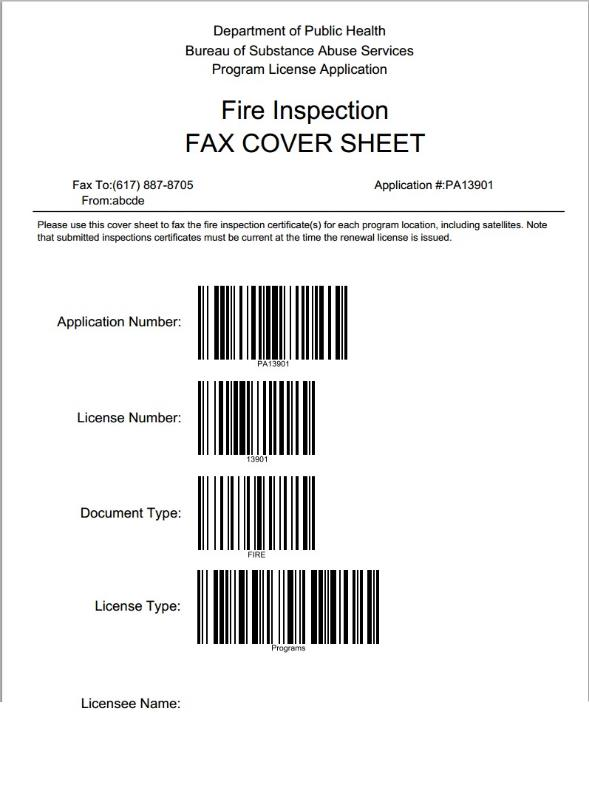 Department of Public Health
Bureau of Substance Abuse Services
Program License Application
Fire Inspection
FAX COVER SHEET
Fax To:(617) 887-8705
Application #:PA13901
From:abcde
Please use this cover sheet to fax the fire inspection certificate(s) for each program location, including satellites. Note
that submitted inspections certificates must be current at the time the renewal license is issued.
Application Number:
PA13901
License Number:
13901
Document Type:
FIRE
License Type:
Programs
Licensee Name: